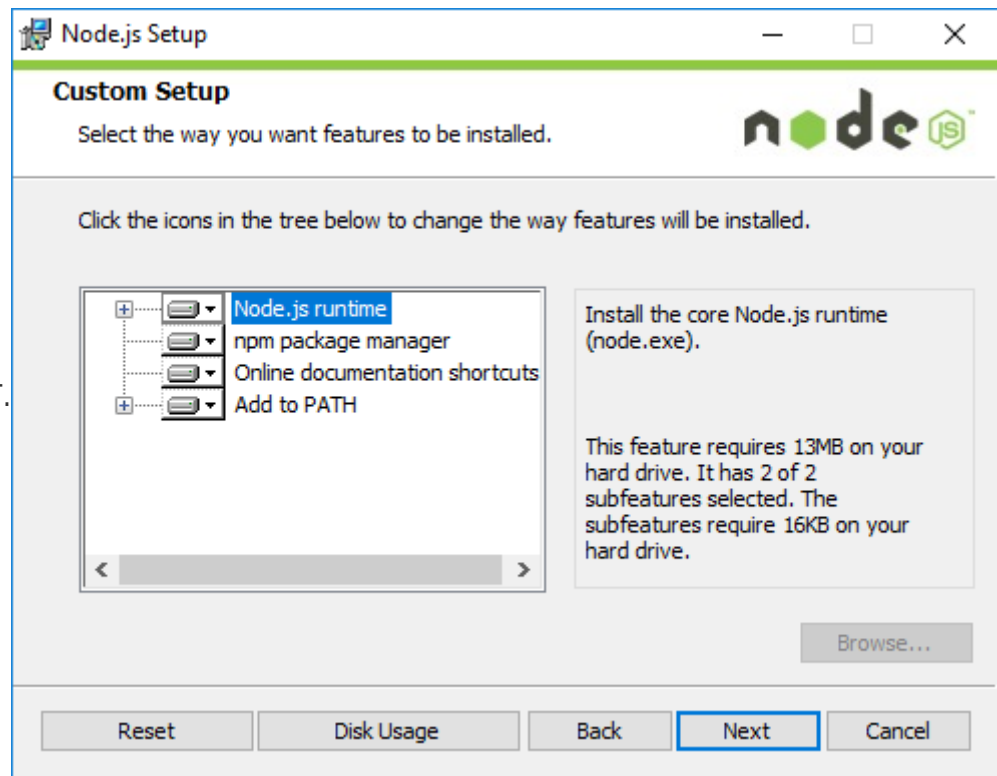 Node.js Setup
Custom Setup
Select the way you want features to be installed.
node JS
Click the icons in the tree below to change the way features will be installed.
Node.js runtime
npm package manager
Online documentation shortcuts
Add to PATH
Install the core Node.js runtime
(node.exe).
This feature requires 13MB on your
hard drive. It has 2 of 2
subfeatures selected. The
subfeatures require 16KB on your
hard drive.
Browse...
Reset
Disk Usage
Back
Next
Cancel